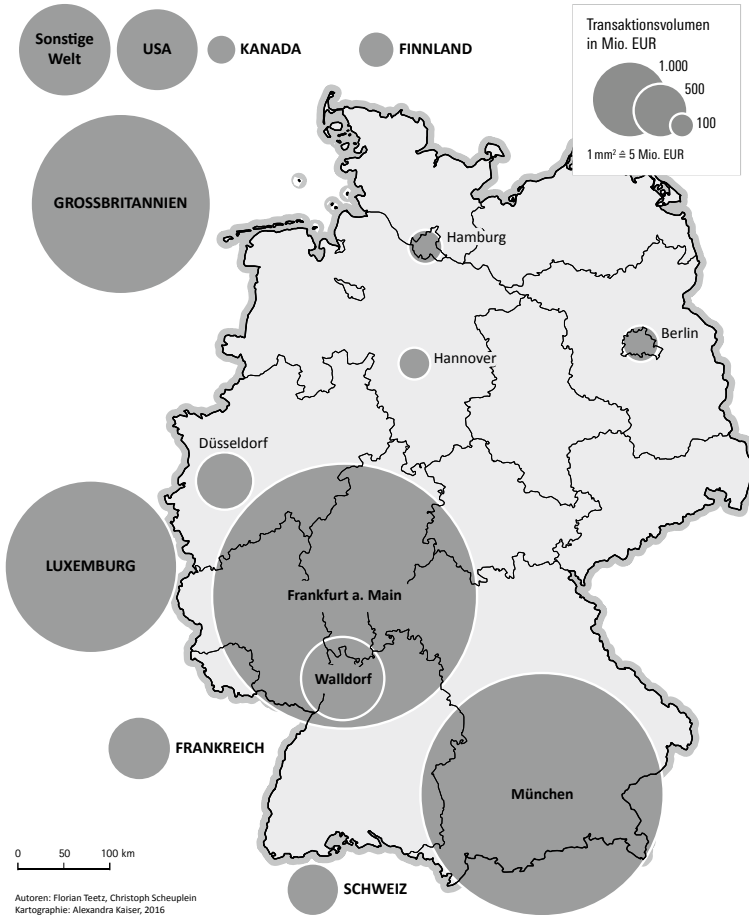 Sonstige
Welt
USA
KANADA
FINNLAND
Transaktionsvolumen
in Mio. EUR
1.000
500
100
1 mm² ≙ 5 Mio. EUR
GROSSBRITANNIEN
Hamburg
Berlin
Hannover
Düsseldorf
LUXEMBURG
Frankfurt a. Main
Walldorf
FRANKREICH
München
0 50 100 km
SCHWEIZ
Autoren: Florian Teetz, Christoph Scheuplein
Kartographie: Alexandra Kaiser, 2016